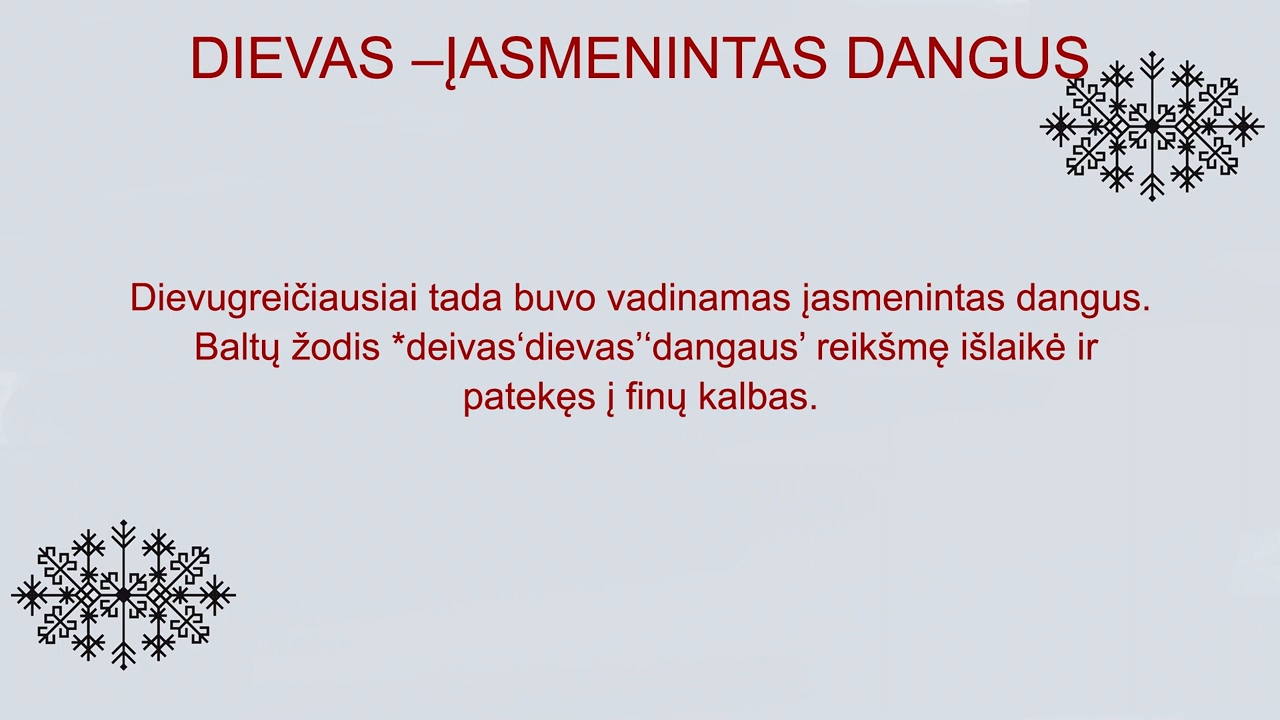 DIEVAS –ĮASMENINTAS DANGUS
Dievugreičiausiai tada buvo vadinamas įasmenintas dangus.
Baltų žodis *deivas‘dievas’‘dangaus’ reikšmę išlaikė ir
patekęs į finų kalbas.